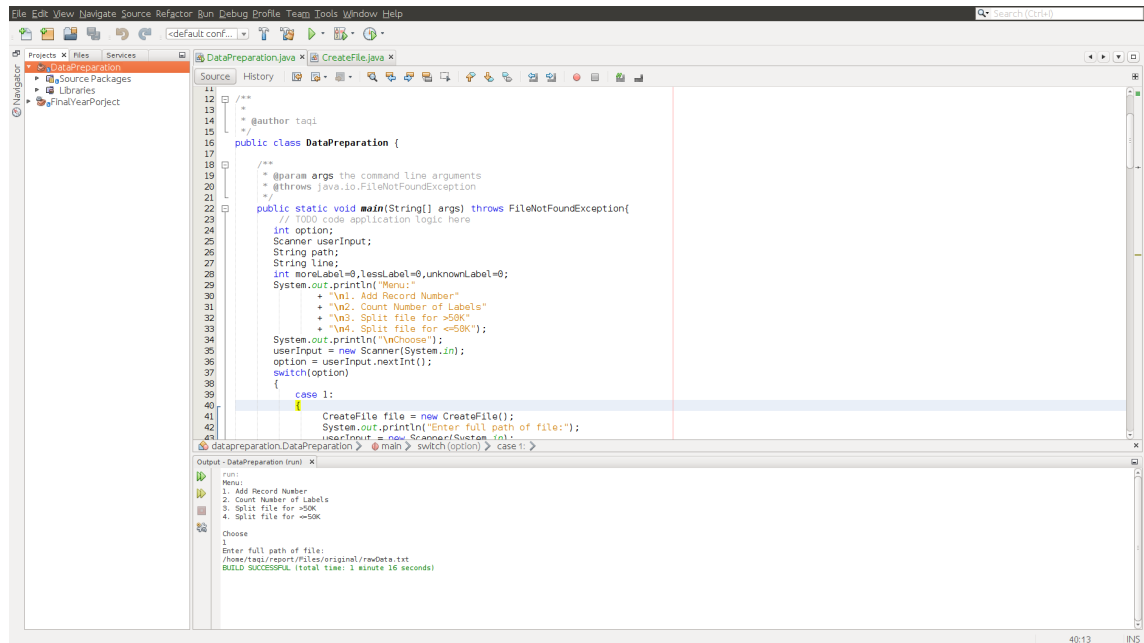 File Edit View Navigate Source Refactor Run Debug Profile Team Tools Window Help
Search (Ctrl+I)
<default conf...
Projects Files Services
DataPreparation.java CreateFile.java
Navigator
DataPreparation
Source Packages
Libraries
FinalYearPorject
Source History
11
12 /**
13 *
14 * @author taqi
15 */
16 public class DataPreparation {
17
18 /**
19 * @param args the command line arguments
20 * @throws java.io.FileNotFoundException
21 */
22 public static void main(String[] args) throws FileNotFoundException{
23 // TODO code application logic here
24 int option;
25 Scanner userInput;
26 String path;
27 String line;
28 int moreLabel=0,lessLabel=0,unknownLabel=0;
29 System.out.println("Menu:"
30 + "\n1. Add Record Number"
31 + "\n2. Count Number of Labels"
32 + "\n3. Split file for >50K"
33 + "\n4. Split file for <=50K");
34 System.out.println("\nChoose");
35 userInput = new Scanner(System.in);
36 option = userInput.nextInt();
37 switch(option)
38 {
39 case 1:
40 {
41 CreateFile file = new CreateFile();
42 System.out.println("Enter full path of file:");
43 userInput = new Scanner(System.in);
datapreparation.DataPreparation main switch (option) case 1:
Output - DataPreparation (run)
run:
Menu:
1. Add Record Number
2. Count Number of Labels
3. Split file for >50K
4. Split file for <=50K
Choose
1
Enter full path of file:
/home/taqi/report/Piles/original/rawData.txt
BUILD SUCCESSFUL (total time: 1 minute 16 seconds)
40:13 INS